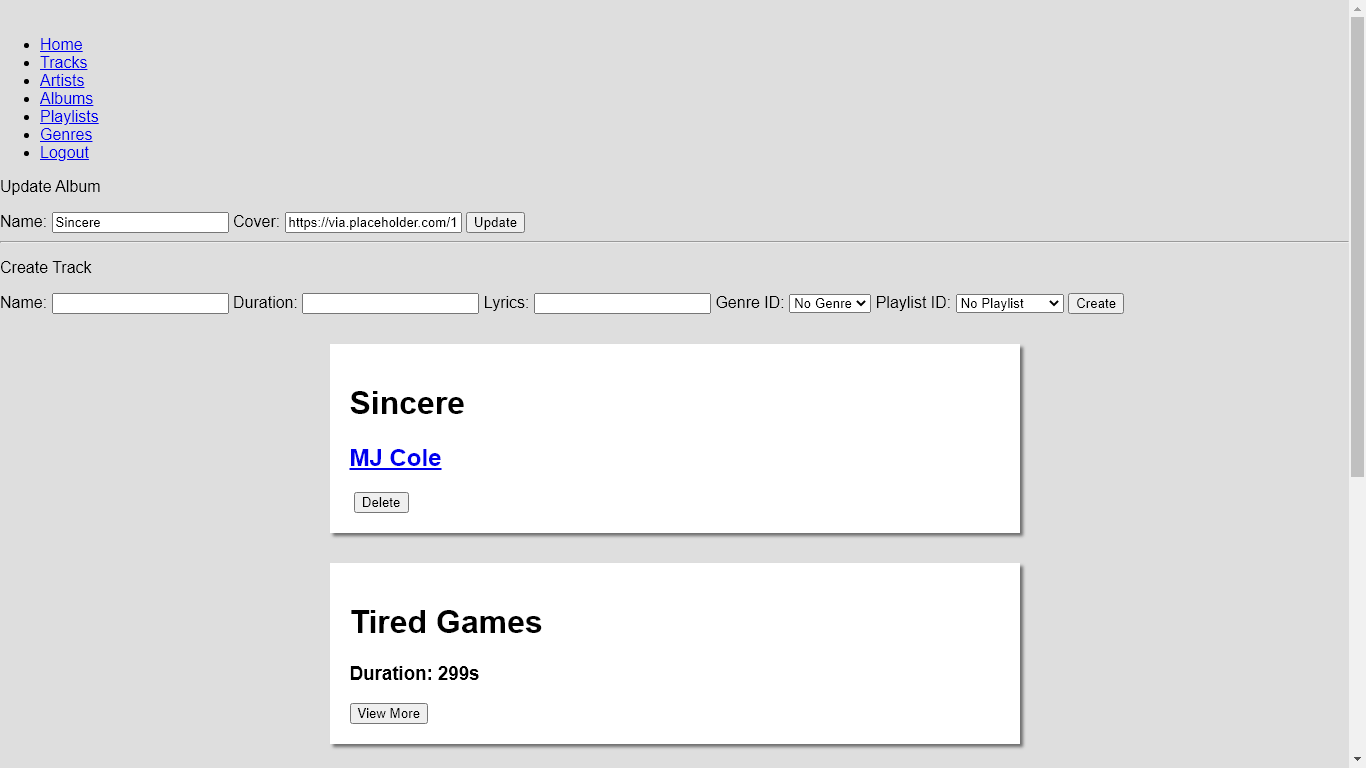 Home
Tracks
Artists
Albums
Playlists
Genres
Logout
Update Album
Name: Sincere Cover: https://via.placeholder.com/1 Update
Create Track
Name: Duration: Lyrics: Genre ID: No Genre Playlist ID: No Playlist Create
Sincere
MJ Cole
Delete
Tired Games
Duration: 299s
View More